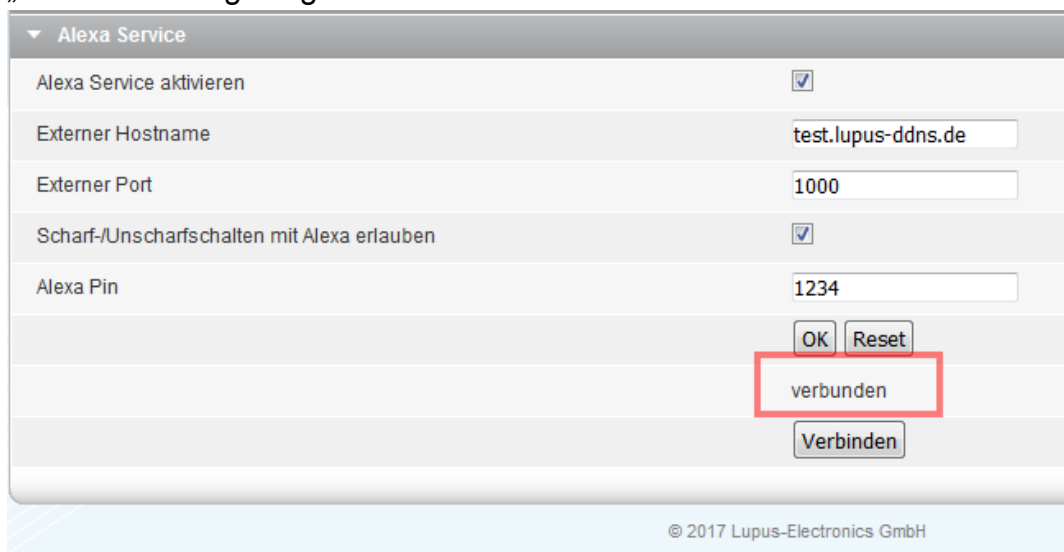 Alexa Service
Alexa Service aktivieren
Externer Hostname
test.lupus-ddns.de
Externer Port
1000
Scharf-/Unscharfschalten mit Alexa erlauben
Alexa Pin
1234
OK Reset
verbunden
Verbinden
© 2017 Lupus-Electronics GmbH